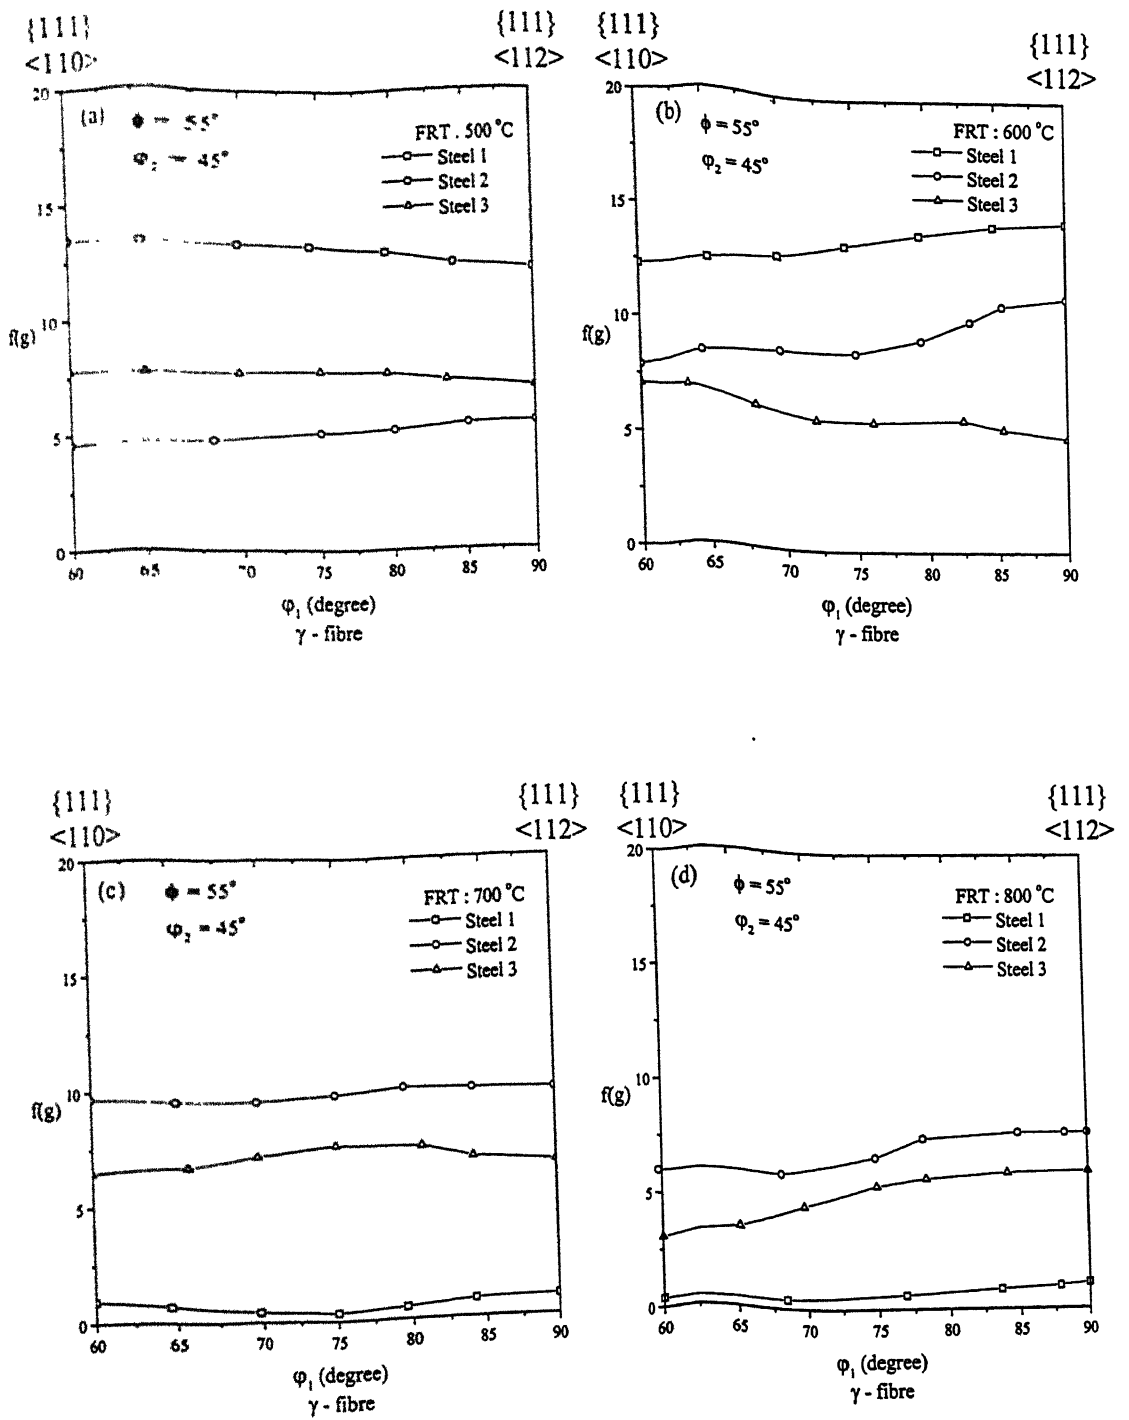 {111}
<110>
{111}
<112>
20
15
10
5
0
f(g)
(a)
ϕ = 55°
φ₂ = 45°
FRT . 500 °C
Steel 1
Steel 2
Steel 3
60 65 70 75 80 85 90
φ₁ (degree)
γ - fibre
{111}
<110>
{111}
<112>
20
15
10
5
0
f(g)
(b)
ϕ = 55°
φ₂ = 45°
FRT : 600 °C
Steel 1
Steel 2
Steel 3
60 65 70 75 80 85 90
φ₁ (degree)
γ - fibre
{111}
<110>
{111}
<112>
20
15
10
5
0
f(g)
(c)
ϕ = 55°
φ₂ = 45°
FRT : 700 °C
Steel 1
Steel 2
Steel 3
60 65 70 75 80 85 90
φ₁ (degree)
γ - fibre
{111}
<110>
{111}
<112>
20
15
10
5
0
f(g)
(d)
ϕ = 55°
φ₂ = 45°
FRT : 800 °C
Steel 1
Steel 2
Steel 3
60 65 70 75 80 85 90
φ₁ (degree)
γ - fibre